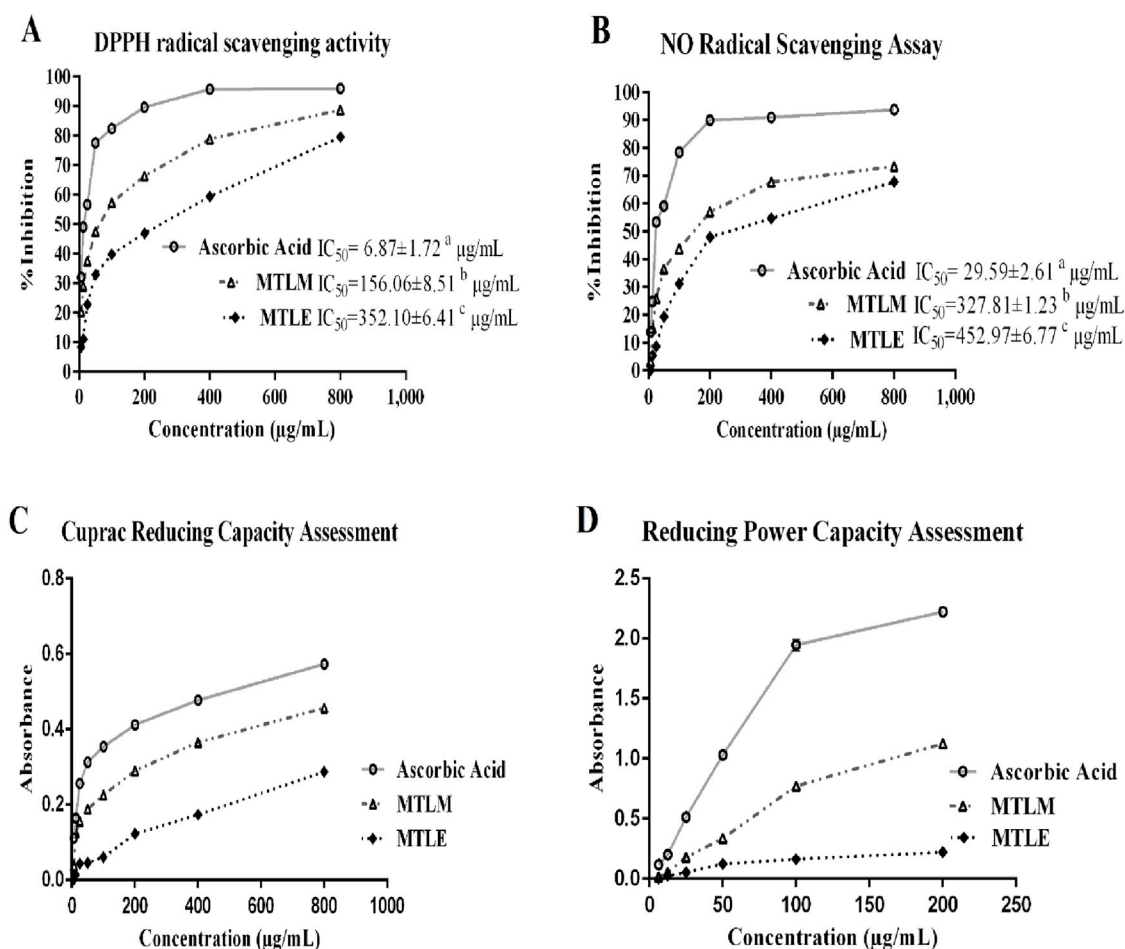 A
DPPH radical scavenging activity
100
90
80
70
60
50
40
30
20
10
0
%Inhibition
Ascorbic Acid IC50= 6.87±1.72 a µg/mL
MTLM IC50=156.06±8.51 b µg/mL
MTLE IC50=352.10±6.41 c µg/mL
0 200 400 600 800 1,000
Concentration (µg/mL)
B
NO Radical Scavenging Assay
100
90
80
70
60
50
40
30
20
10
0
%Inhibition
Ascorbic Acid IC50= 29.59±2.61 a µg/mL
MTLM IC50=327.81±1.23 b µg/mL
MTLE IC50=452.97±6.77 c µg/mL
0 200 400 600 800 1,000
Concentration (µg/mL)
C
Cuprac Reducing Capacity Assessment
0.8
0.6
0.4
0.2
0.0
Absorbance
Ascorbic Acid
MTLM
MTLE
0 200 400 600 800 1000
Concentration (µg/mL)
D
Reducing Power Capacity Assessment
2.5
2.0
1.5
1.0
0.5
0.0
Absorbance
Ascorbic Acid
MTLM
MTLE
0 50 100 150 200 250
Concentration (µg/mL)